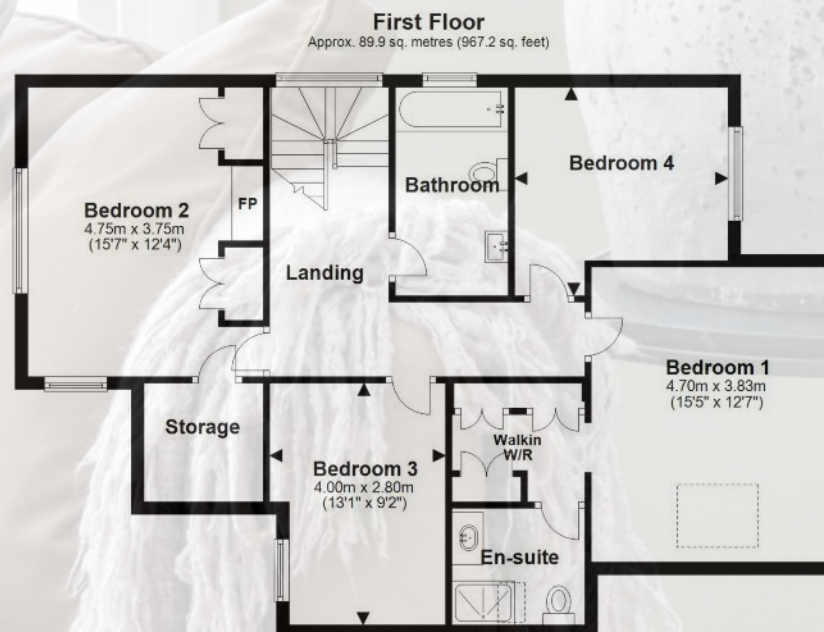 First Floor
Approx. 89.9 sq. metres (967.2 sq. feet)
Bedroom 2
4.75m x 3.75m
(15'7" x 12'4")
FP
Bathroom
Bedroom 4
Landing
Bedroom 1
4.70m x 3.83m
(15'5" x 12'7")
Storage
Bedroom 3
4.00m x 2.80m
(13'1" x 9'2")
Walkin
W/R
En-suite